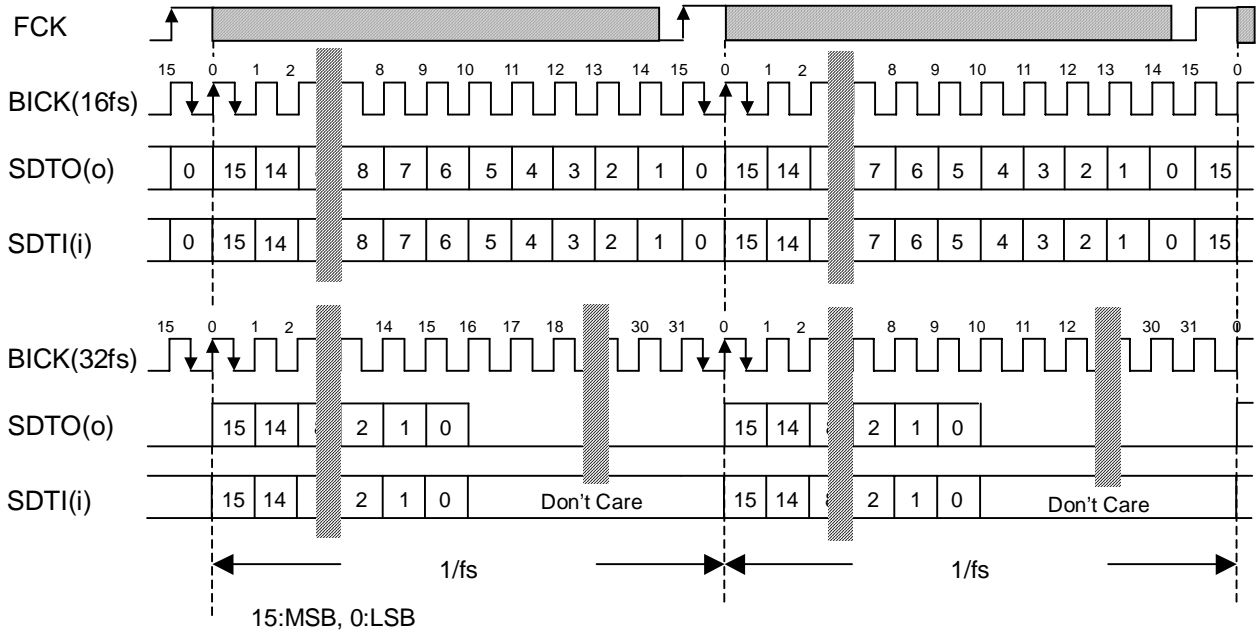 FCK
15 0 1 2 8 9 10 11 12 13 14 15 0 1 2 8 9 10 11 12 13 14 15 0
BICK(16fs)
SDTO(o) 0 15 14 8 7 6 5 4 3 2 1 0 15 14 7 6 5 4 3 2 1 0 15
SDTI(i) 0 15 14 8 7 6 5 4 3 2 1 0 15 14 7 6 5 4 3 2 1 0 15
15 0 1 2 14 15 16 17 18 30 31 0 1 2 8 9 10 11 12 30 31 0
BICK(32fs)
SDTO(o) 15 14 2 1 0 15 14 8 2 1 0
SDTI(i) 15 14 2 1 0 Don't Care 15 14 8 2 1 0 Don't Care
1/fs 1/fs
15:MSB, 0:LSB